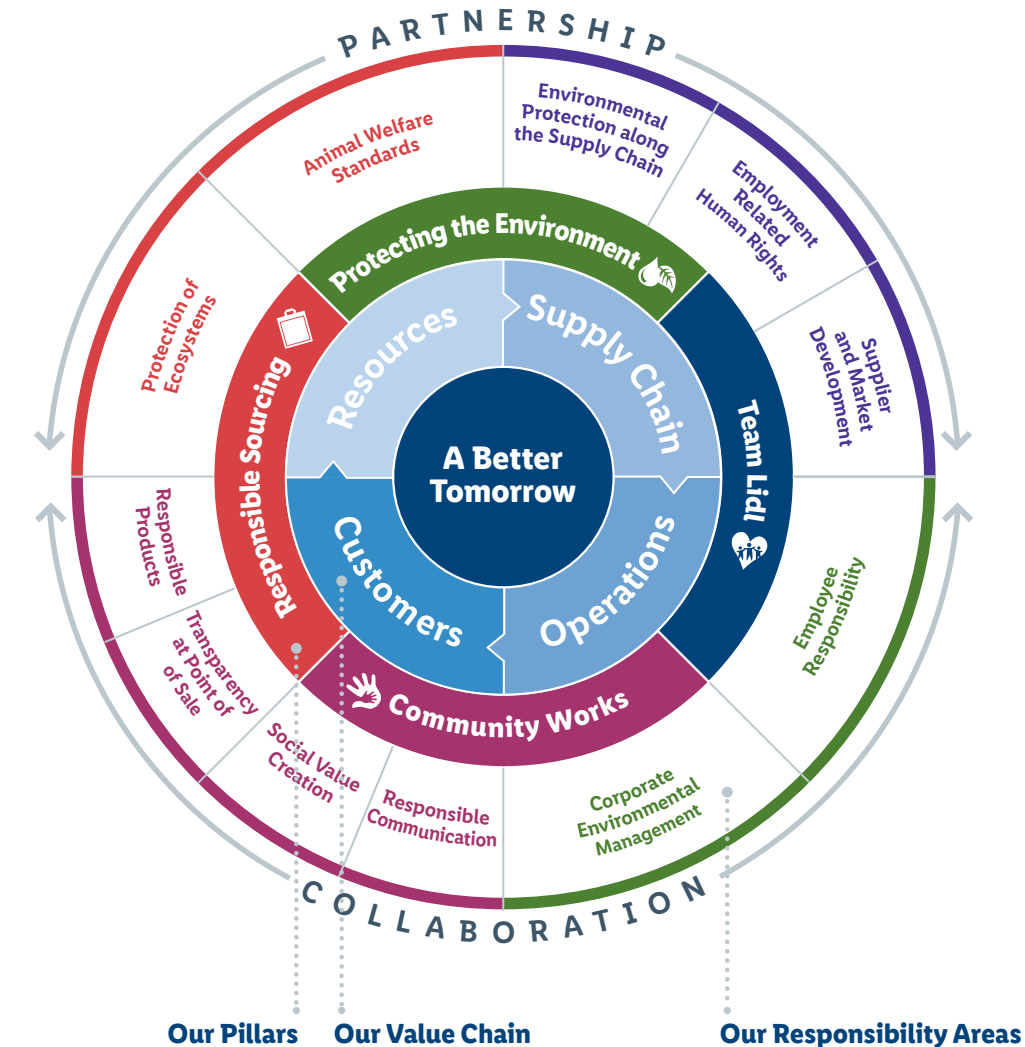 PARTNERSHIP
Animal Welfare
Standards
Environmental
Protection along
the Supply Chain
Employment
Related
Human Rights
Supplier
and Market
Development
Protection of
Ecosystems
Protecting the Environment
Responsible Sourcing
Team Lidl
Community Works
Resources
Supply Chain
Customers
Operations
A Better
Tomorrow
Responsible
Products
Transparency
at Point of
of Sale
Social Value
Creation
Responsible
Communication
Corporate
Environmental
Management
Employee
Responsibility
COLLABORATION
Our Pillars
Our Value Chain
Our Responsibility Areas